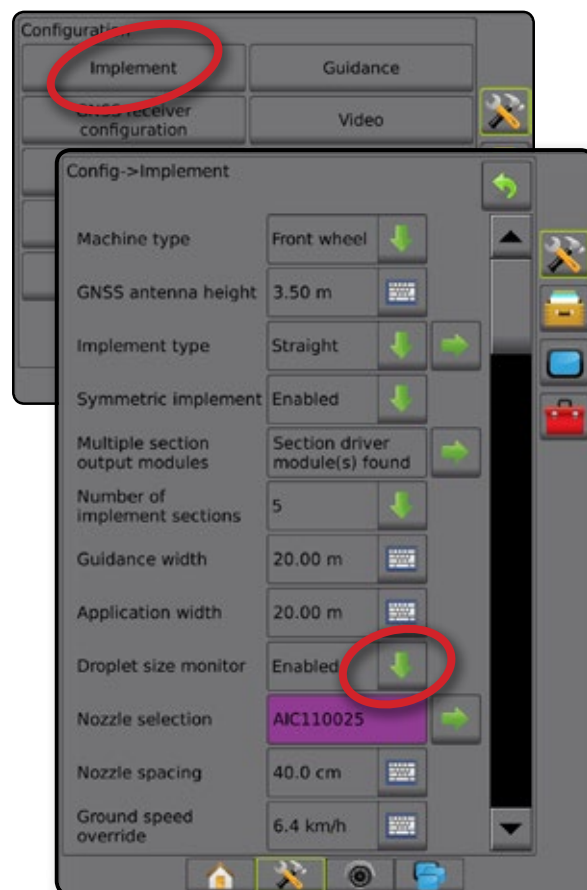 Configuration
Implement
Guidance
GNSS receiver
configuration
Video
Config->Implement
Machine type
Front wheel
GNSS antenna height
3.50 m
Implement type
Straight
Symmetric implement
Enabled
Multiple section
output modules
Section driver
module(s) found
Number of
implement sections
5
Guidance width
20.00 m
Application width
20.00 m
Droplet size monitor
Enabled
Nozzle selection
AIC110025
Nozzle spacing
40.0 cm
Ground speed
override
6.4 km/h